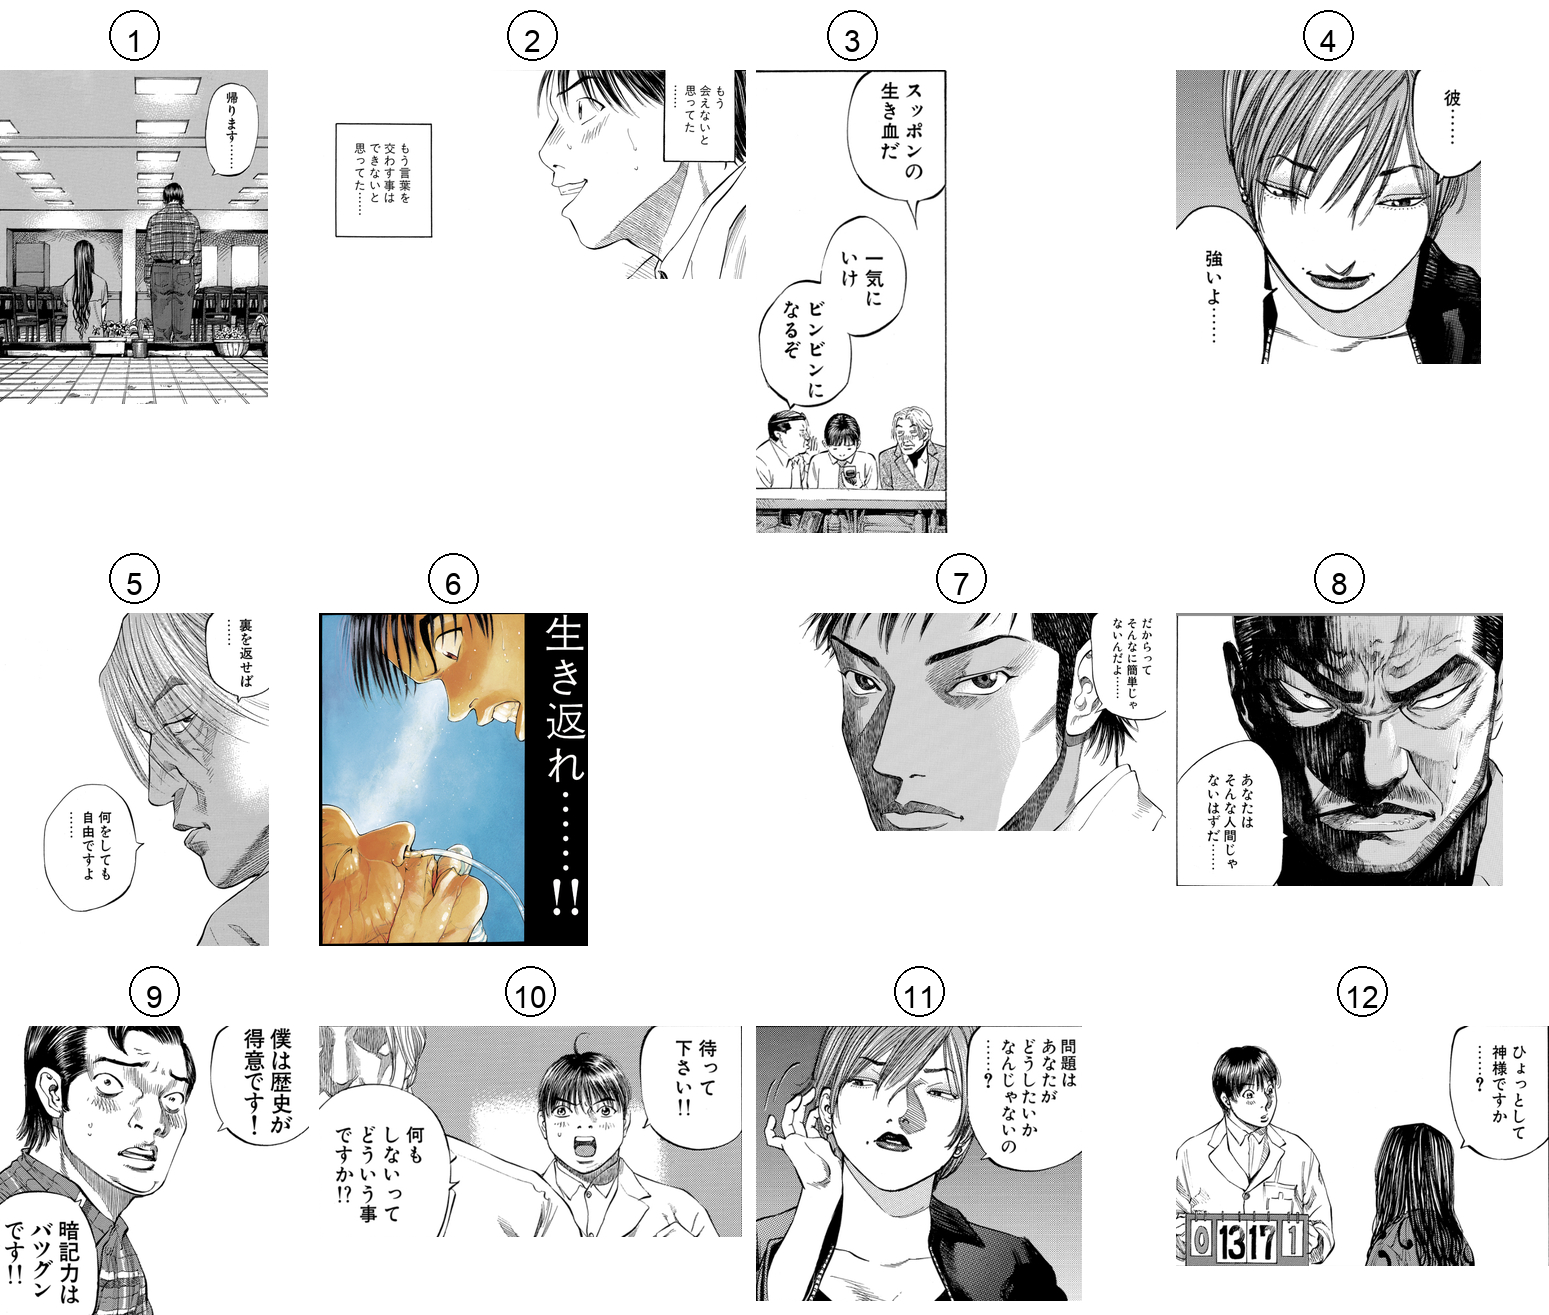 1
帰ります……
2
もう
会えないと
思ってた
……
もう言葉を
交わす事は
できないと
思ってた……
3
スッポンの
生き血だ
一気に
いけ
ビンビンに
なるぞ
4
彼……
強いよ……
5
裏を返せば
……
何をしても
自由ですよ
……
6
生き返れ……!!
7
だからって
そんなに簡単じゃ
ないんだよ……
8
あなたは
そんな人間じゃ
ないはずだ……
9
僕は歴史が
得意です!
暗記力は
バツグン
です!!
10
待って
下さい!!
何も
しないって
どういう事
ですか!?
11
問題は
あなたが
どうしたいか
なんじゃないの
……?
12
ひょっとして
神様ですか
……?
0 13 17 1